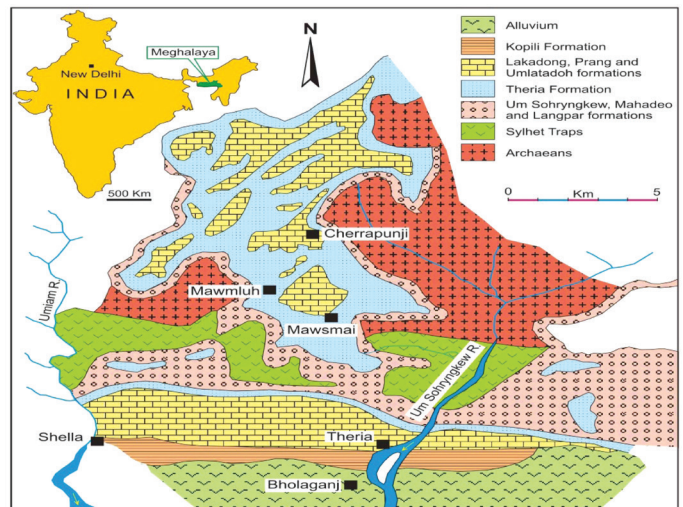 Meghalaya
New Delhi
INDIA
500 Km
N
Alluvium
Kopili Formation
Lakadong, Prang and
Umlatadoh formations
Theria Formation
Um Sohryngkew, Mahadeo
and Langpar formations
Sylhet Traps
Archaeans
0 5
Km
Cherrapunji
Mawmluh
Mawsmai
Umiam R.
Um Sohryngkew R.
Shella
Theria
Bholaganj